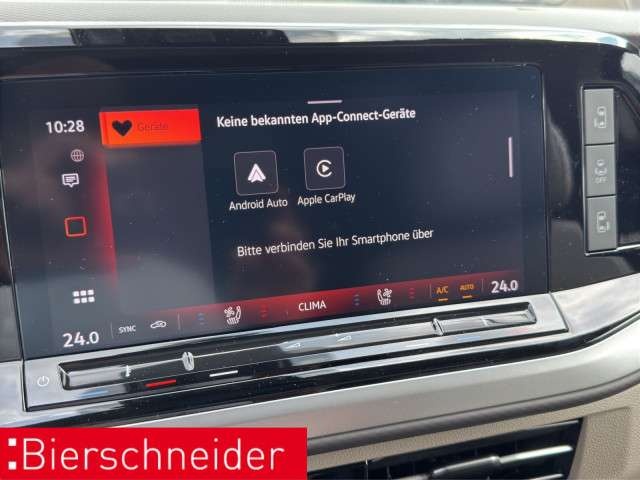 10:28
Geräte
Keine bekannten App-Connect-Geräte
Android Auto
Apple CarPlay
Bitte verbinden Sie Ihr Smartphone über
24.0
SYNC
CLIMA
A/C
AUTO
24.0
OFF
Bierschneider